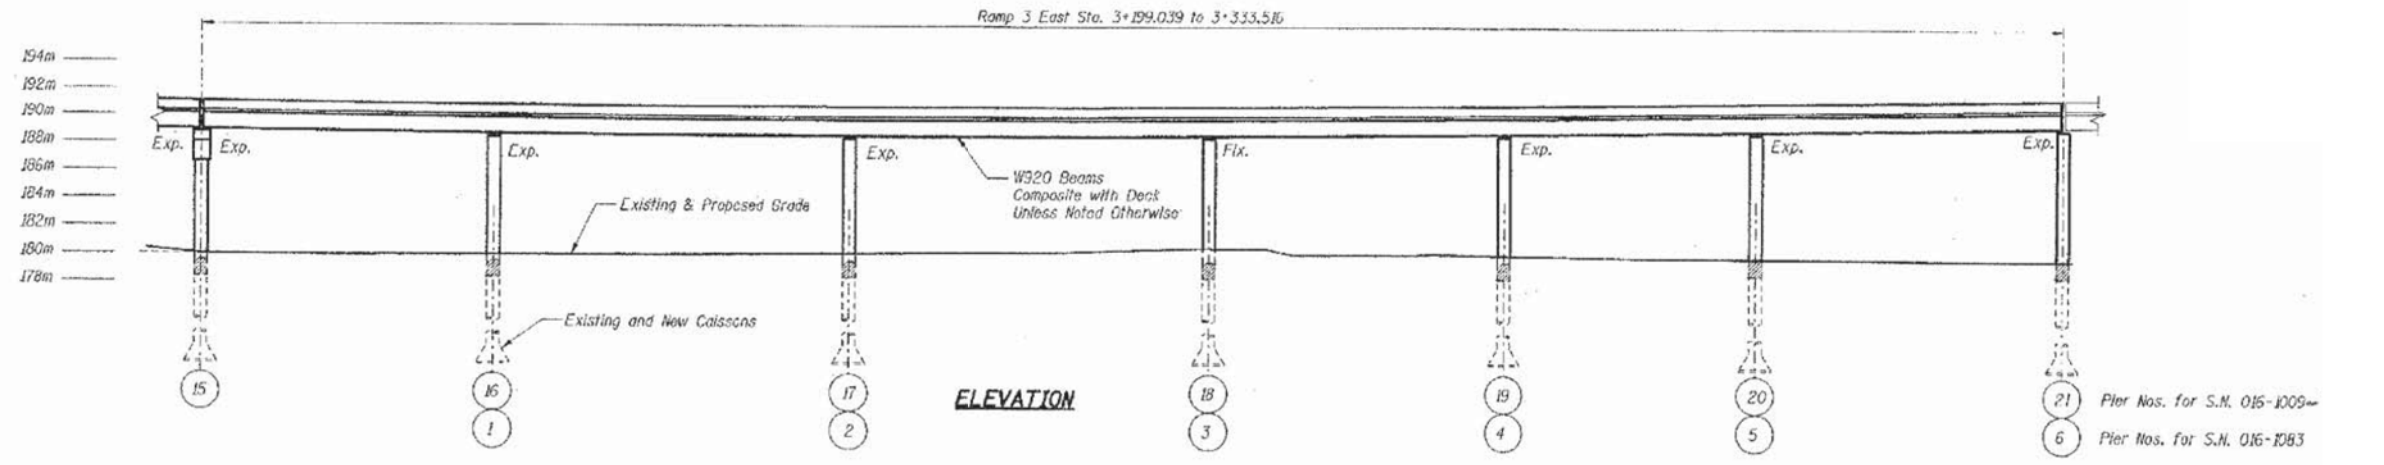 Ramp 3 East Sta. 3+199.039 to 3+333.516
194m
192m
190m
188m
186m
184m
182m
180m
178m
Exp. Exp. Exp. Exp. Fix. Exp. Exp. Exp.
W920 Beams
Composite with Deck
Unless Noted Otherwise
Existing & Proposed Grade
Existing and New Caissons
15 16 17 18 19 20 21 Pier Nos. for S.N. 016-1009
1 2 3 4 5 6 Pier Nos. for S.N. 016-1083
ELEVATION